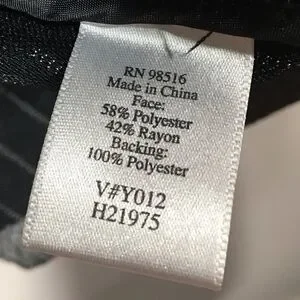 RN 98516
Made in China
Face:
58% Polyester
42% Rayon
Backing:
100% Polyester
V#Y012
H21975